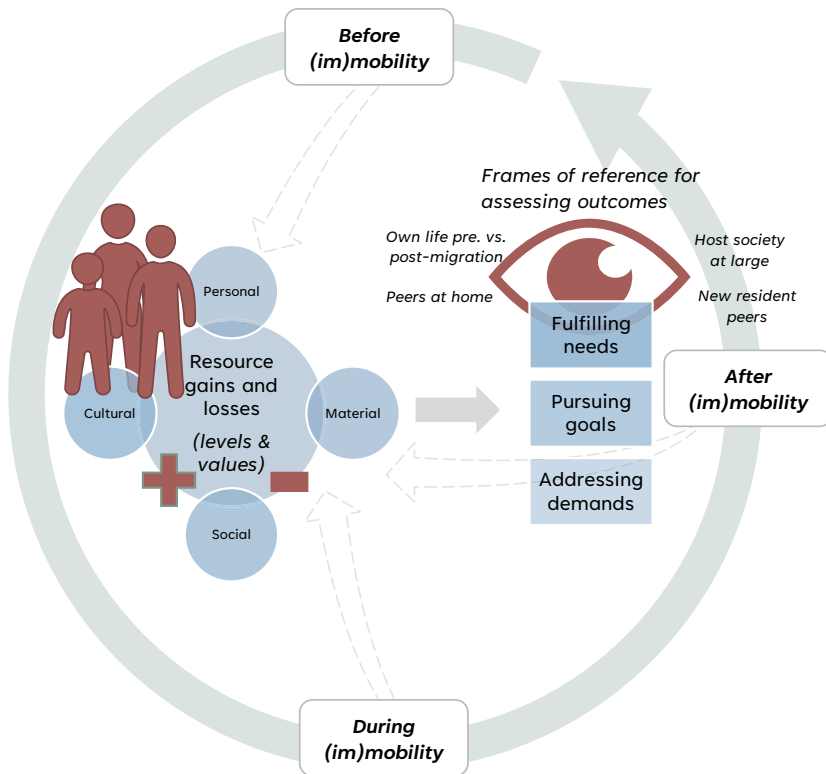 Before
(im)mobility
Frames of reference for
assessing outcomes
Own life pre. vs.
post-migration
Peers at home
Host society
at large
New resident
peers
Personal
Resource
gains and
losses
(levels &
values)
Cultural
Material
Social
Fulfilling
needs
Pursuing
goals
Addressing
demands
After
(im)mobility
During
(im)mobility